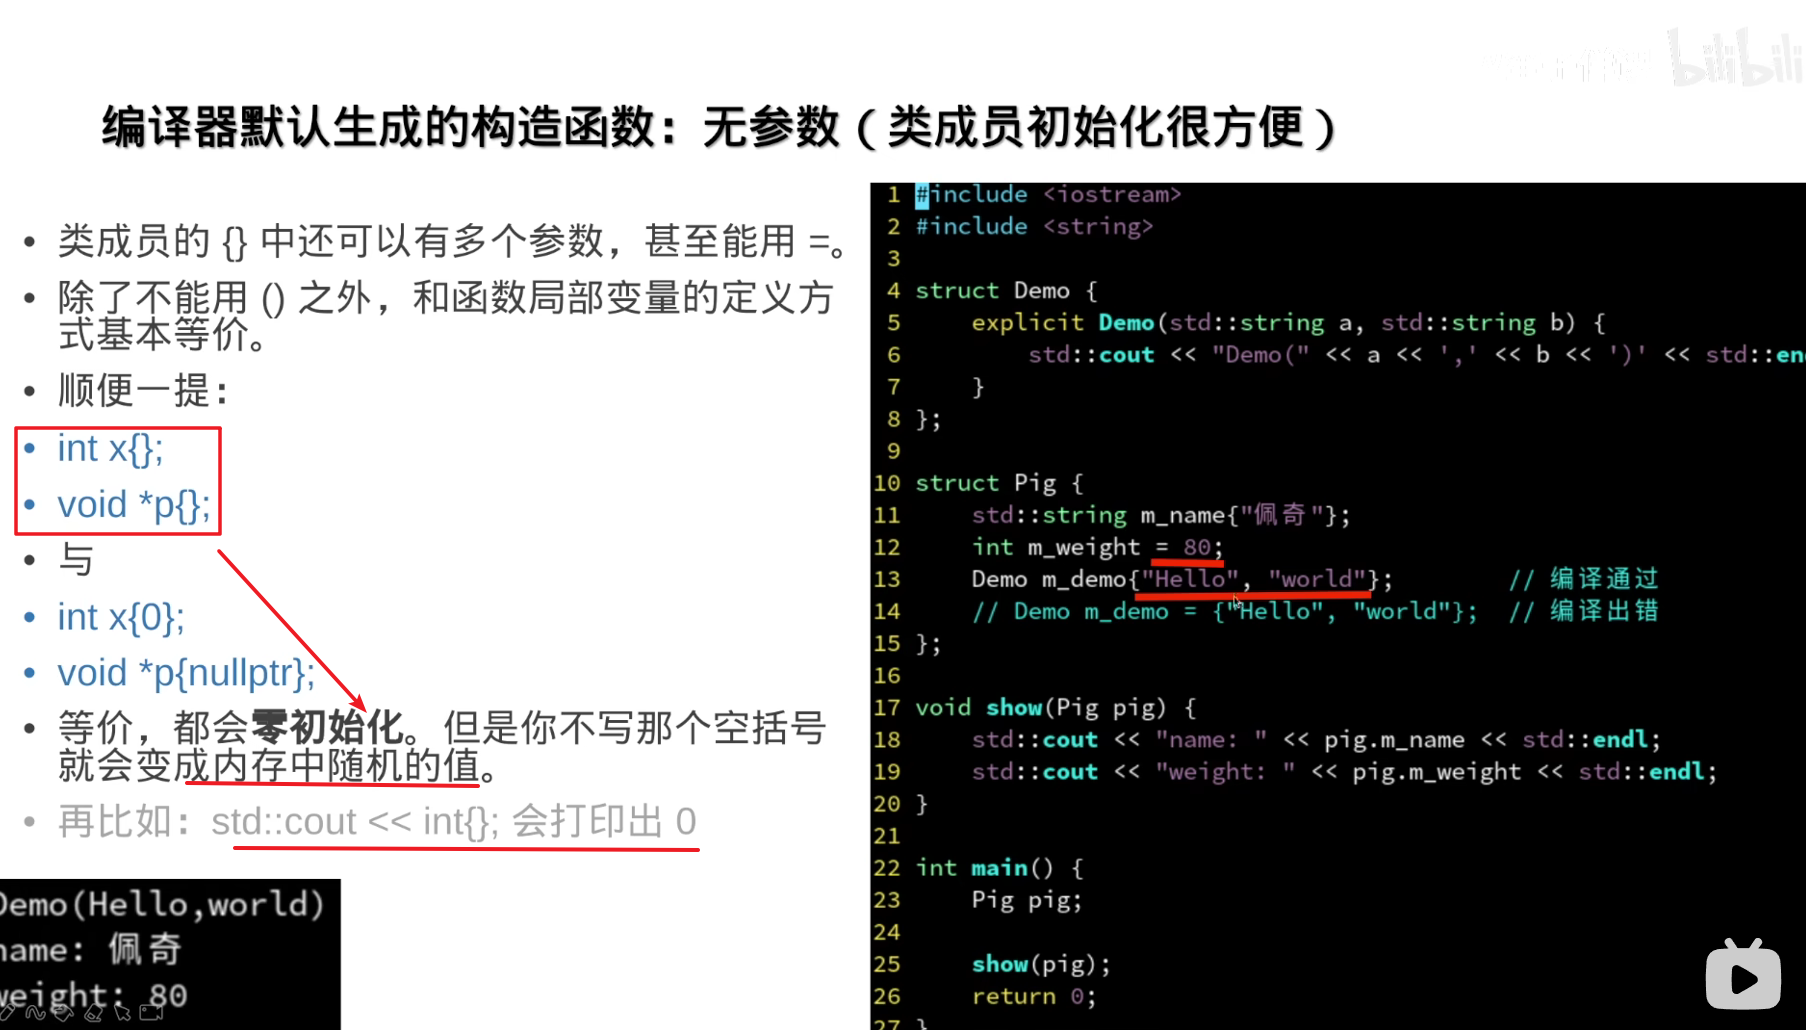 bilibili
编译器默认生成的构造函数：无参数（类成员初始化很方便）
• 类成员的 {} 中还可以有多个参数，甚至能用 =。
• 除了不能用 () 之外，和函数局部变量的定义方
式基本等价。
• 顺便一提：
• int x{};
• void *p{};
• 与
• int x{0};
• void *p{nullptr};
• 等价，都会零初始化。但是你不写那个空括号
就会变成内存中随机的值。
• 再比如：std::cout << int{}; 会打印出 0
Demo(Hello,world)
name: 佩奇
weight: 80
1 #include <iostream>
2 #include <string>
3
4 struct Demo {
5     explicit Demo(std::string a, std::string b) {
6         std::cout << "Demo(" << a << ',' << b << ')' << std::en
7     }
8 };
9
10 struct Pig {
11     std::string m_name{"佩奇"};
12     int m_weight = 80;
13     Demo m_demo{"Hello", "world"};        // 编译通过
14     // Demo m_demo = {"Hello", "world"};  // 编译出错
15 };
16
17 void show(Pig pig) {
18     std::cout << "name: " << pig.m_name << std::endl;
19     std::cout << "weight: " << pig.m_weight << std::endl;
20 }
21
22 int main() {
23     Pig pig;
24
25     show(pig);
26     return 0;
27 }